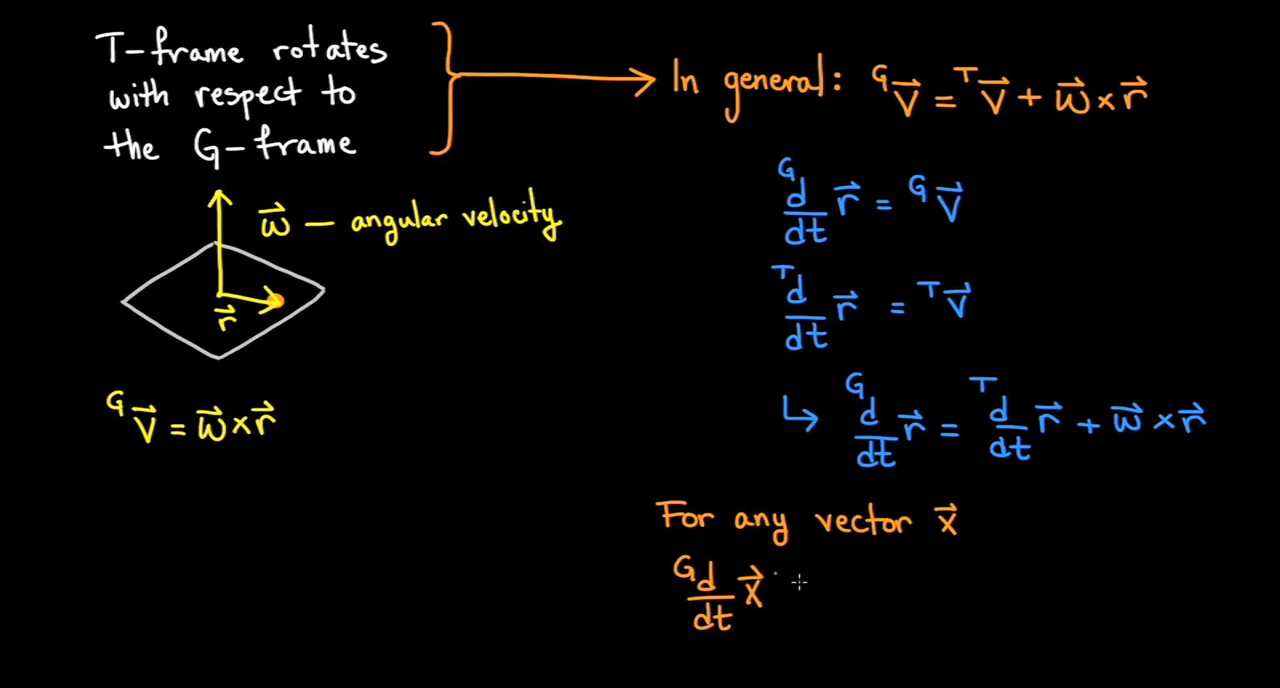 T-frame rotates
with respect to
the G-frame
In general: ᴳV⃗ = ᵀV⃗ + ω⃗ × r⃗
ω⃗ — angular velocity
r⃗
ᴳV⃗ = ω⃗ × r⃗
ᴳd/dt r⃗ = ᴳV⃗
ᵀd/dt r⃗ = ᵀV⃗
↳ ᴳd/dt r⃗ = ᵀd/dt r⃗ + ω⃗ × r⃗
For any vector x⃗
ᴳd/dt x⃗